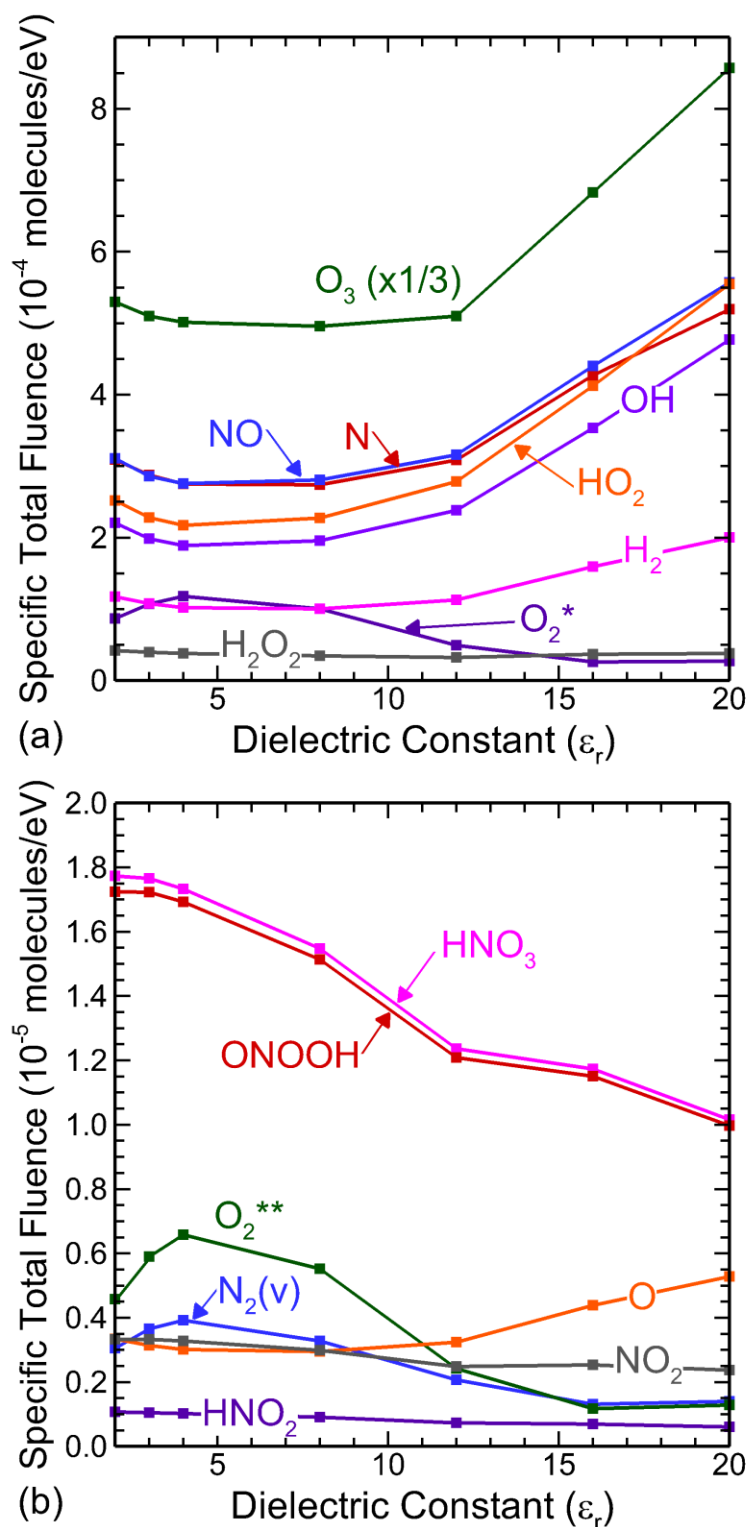 Specific Total Fluence (10⁻⁴ molecules/eV)
8
6
4
2
0
O₃ (x1/3)
NO
N
OH
HO₂
H₂
O₂*
H₂O₂
5
10
15
20
(a)
Dielectric Constant (εᵣ)
Specific Total Fluence (10⁻⁵ molecules/eV)
2.0
1.8
1.6
1.4
1.2
1.0
0.8
0.6
0.4
0.2
0.0
HNO₃
ONOOH
O₂**
N₂(v)
O
NO₂
HNO₂
5
10
15
20
(b)
Dielectric Constant (εᵣ)